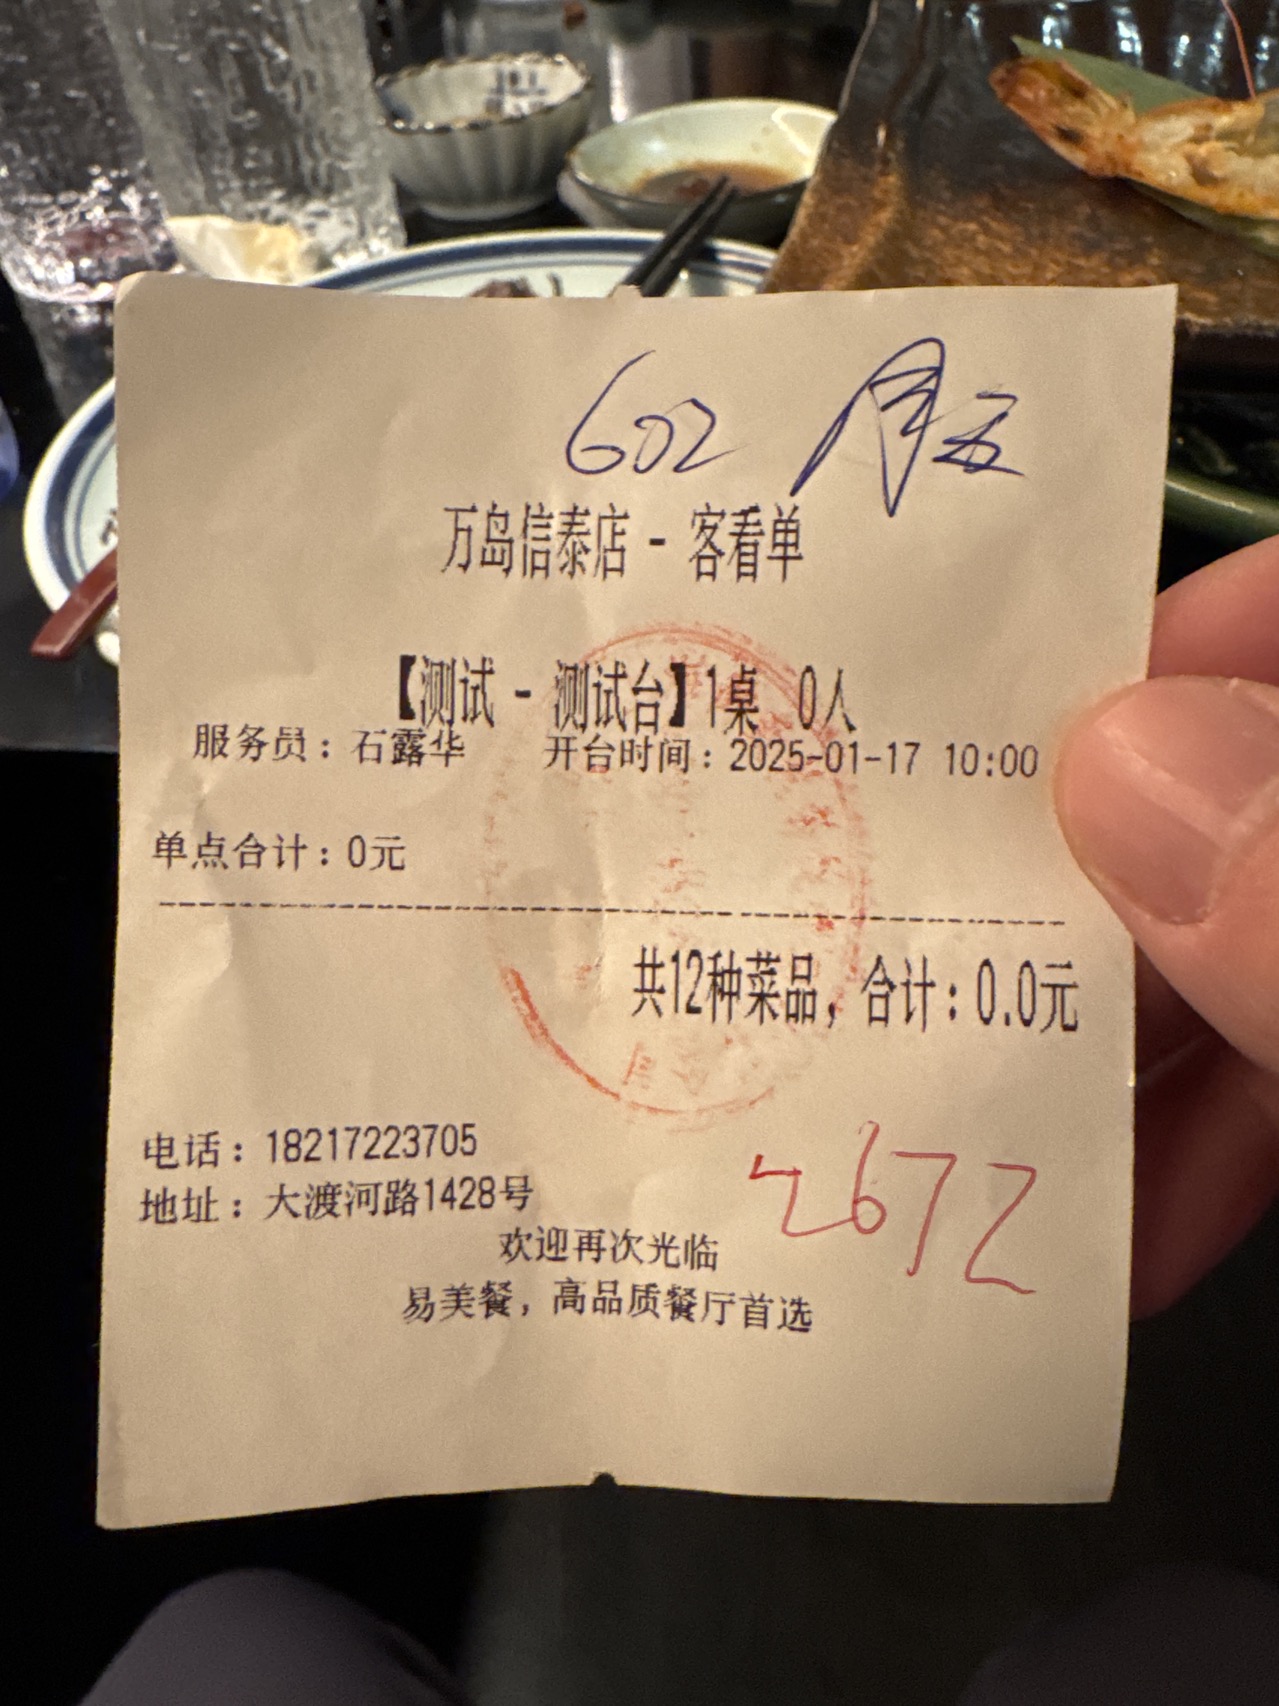 602 周五
万岛信泰店 - 客看单
【测试 - 测试台】1桌 0人
服务员：石露华 开台时间：2025-01-17 10:00
单点合计：0元
共12种菜品，合计：0.0元
电话：18217223705
地址：大渡河路1428号
2672
欢迎再次光临
易美餐，高品质餐厅首选